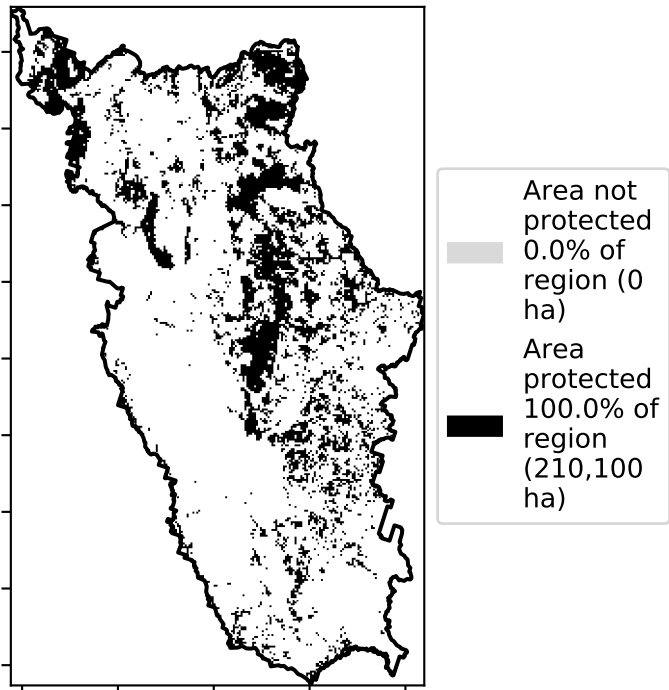 Area not
protected
0.0% of
region (0
ha)
Area
protected
100.0% of
region
(210,100
ha)